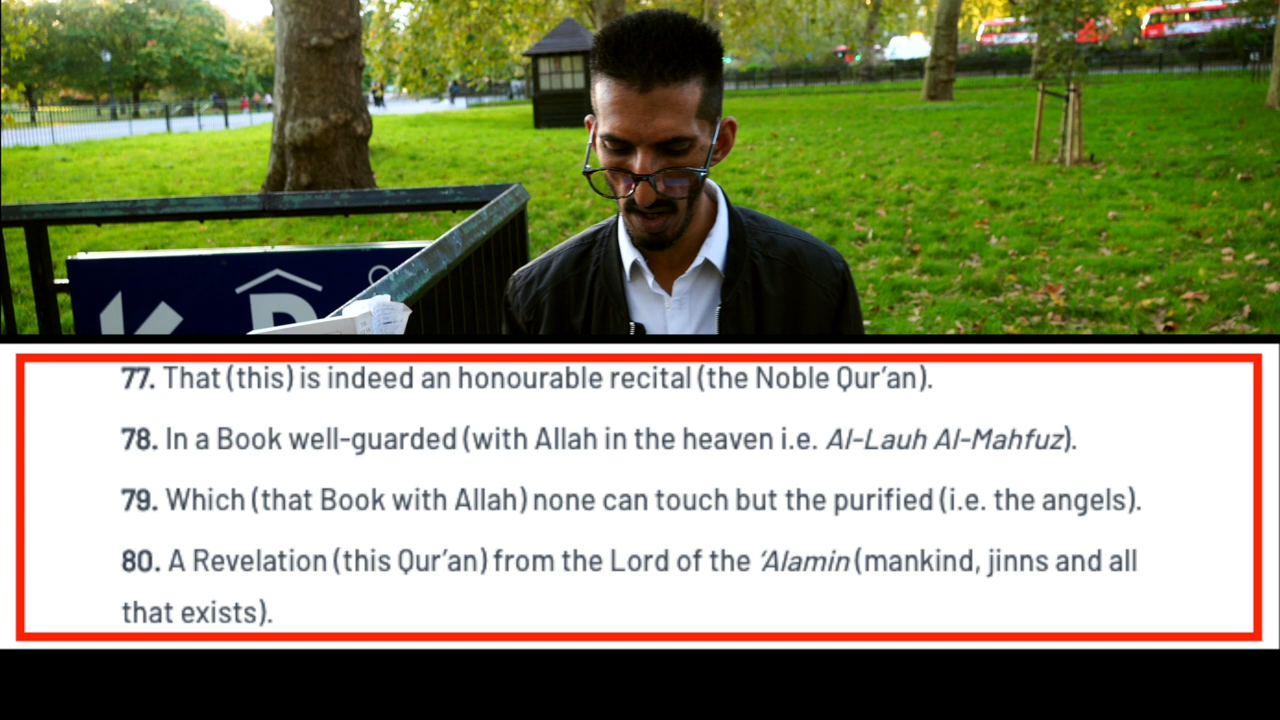 P
77. That (this) is indeed an honourable recital (the Noble Qur’an).
78. In a Book well-guarded (with Allah in the heaven i.e. Al-Lauh Al-Mahfuz).
79. Which (that Book with Allah) none can touch but the purified (i.e. the angels).
80. A Revelation (this Qur’an) from the Lord of the ‘Alamin (mankind, jinns and all
that exists).